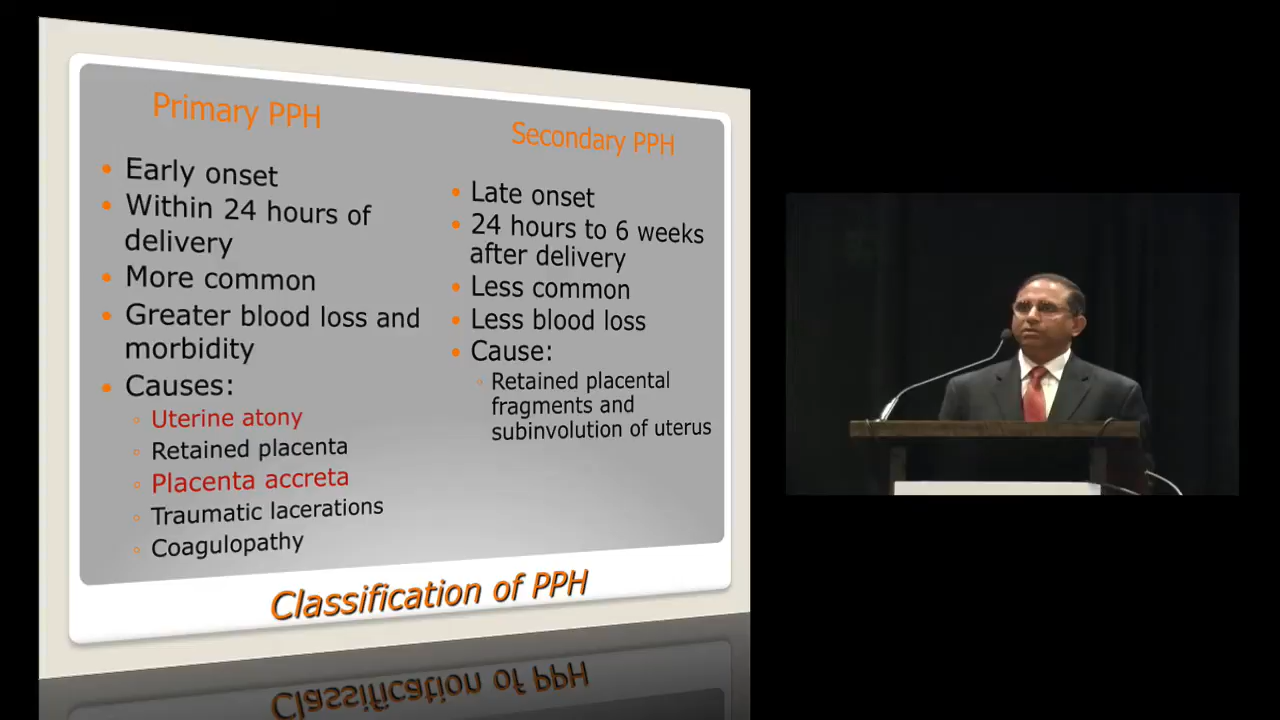 Primary PPH
Early onset
Within 24 hours of
delivery
More common
Greater blood loss and
morbidity
Causes:
Uterine atony
Retained placenta
Placenta accreta
Traumatic lacerations
Coagulopathy
Secondary PPH
Late onset
24 hours to 6 weeks
after delivery
Less common
Less blood loss
Cause:
Retained placental
fragments and
subinvolution of uterus
Classification of PPH